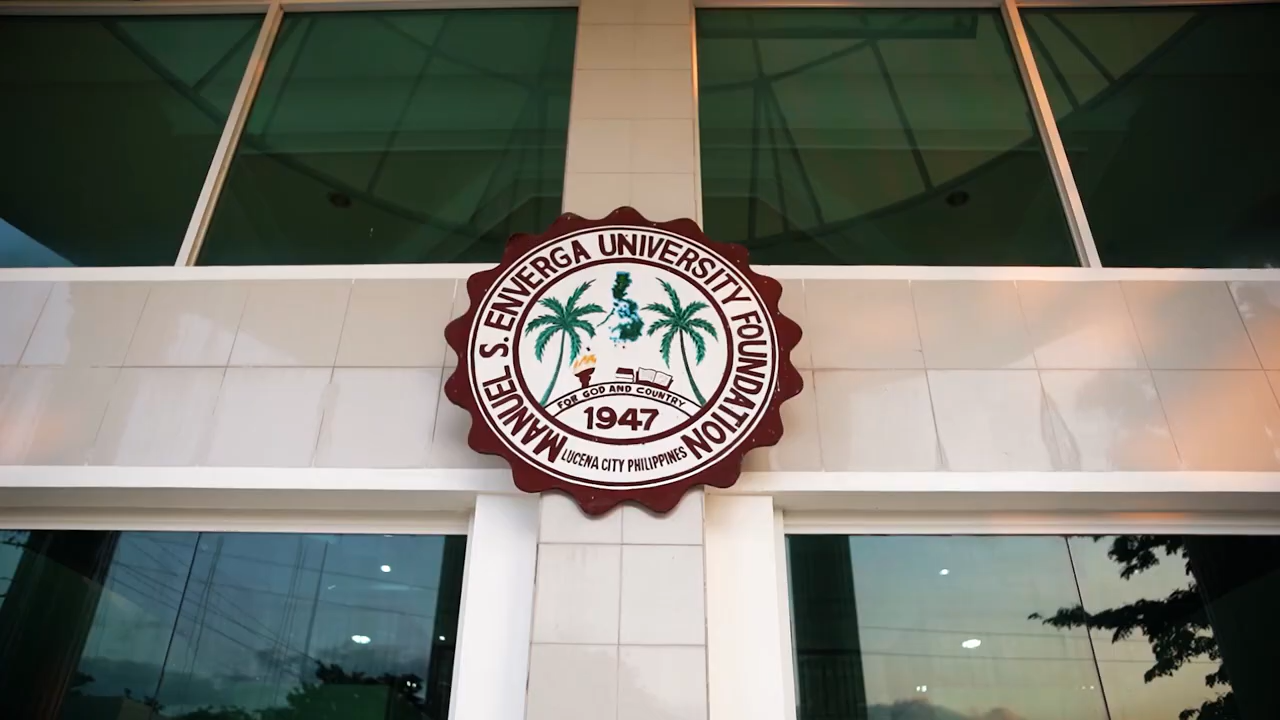 MANUEL S. ENVERGA UNIVERSITY FOUNDATION
FOR GOD AND COUNTRY
1947
LUCENA CITY PHILIPPINES